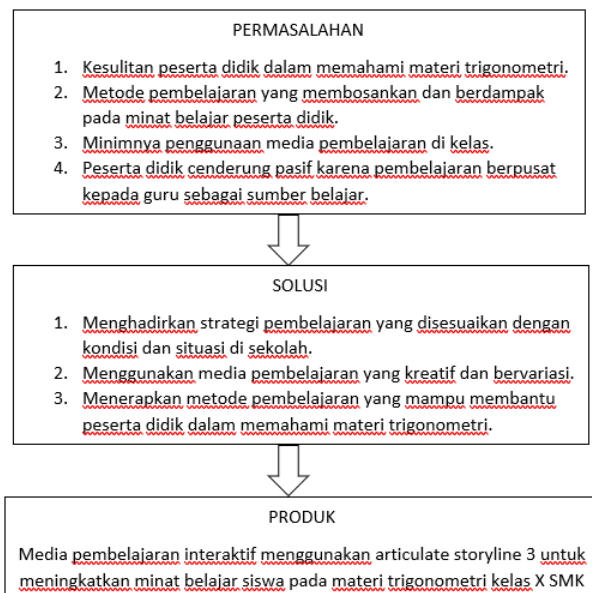 PERMASALAHAN
1. Kesulitan peserta didik dalam memahami materi trigonometri.
2. Metode pembelajaran yang membosankan dan berdampak
pada minat belajar peserta didik.
3. Minimnya penggunaan media pembelajaran di kelas.
4. Peserta didik cenderung pasif karena pembelajaran berpusat
kepada guru sebagai sumber belajar.
SOLUSI
1. Menghadirkan strategi pembelajaran yang disesuaikan dengan
kondisi dan situasi di sekolah.
2. Menggunakan media pembelajaran yang kreatif dan bervariasi.
3. Menerapkan metode pembelajaran yang mampu membantu
peserta didik dalam memahami materi trigonometri.
PRODUK
Media pembelajaran interaktif menggunakan articulate storyline 3 untuk
meningkatkan minat belajar siswa pada materi trigonometri kelas X SMK